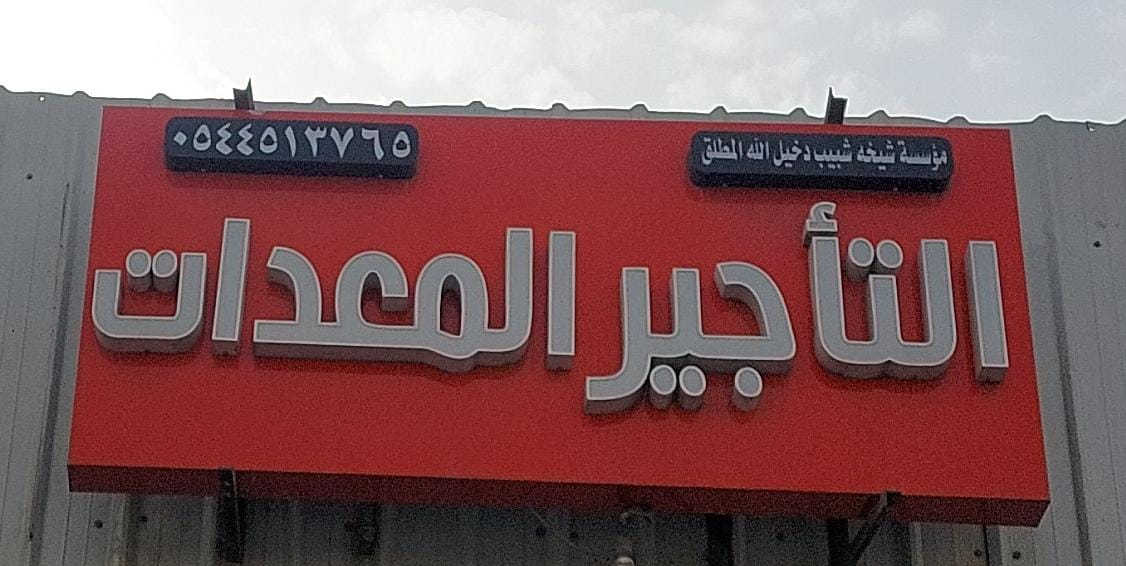 مؤسسة شيخه شبيب دخيل الله المطلق
٠٥٤٤٥١٣٧٦٥
التأجير المعدات